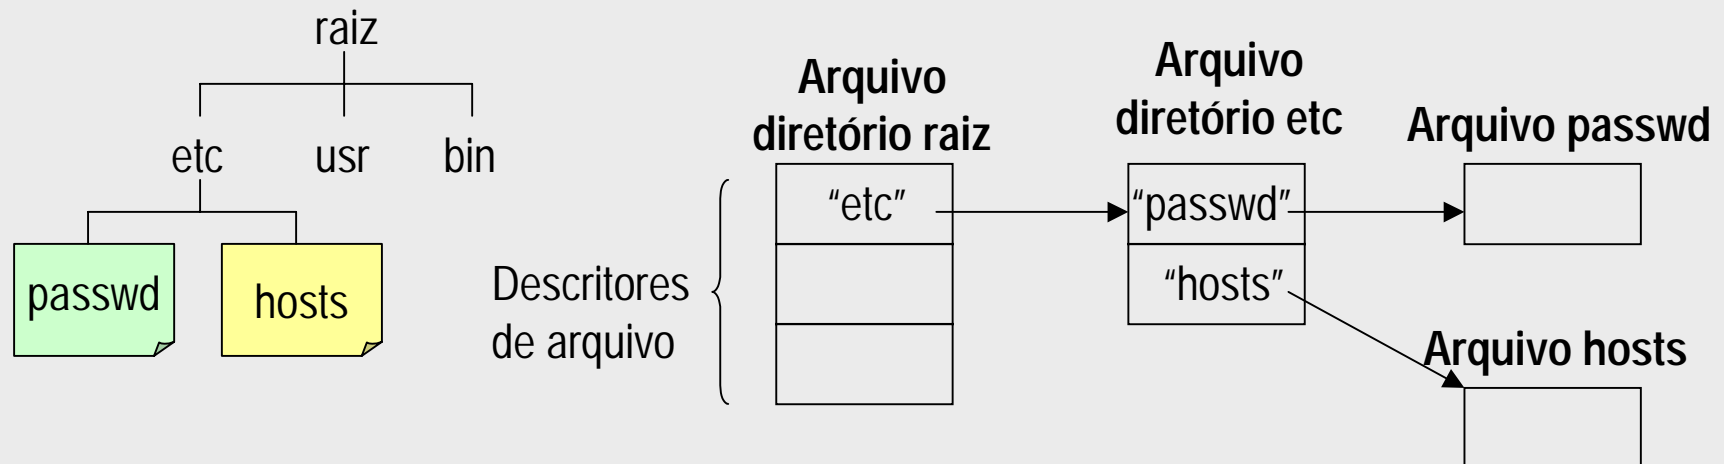 raiz
etc usr bin
passwd hosts
Descritores
de arquivo
Arquivo
diretório raiz
“etc”
Arquivo
diretório etc
“passwd”
“hosts”
Arquivo passwd
Arquivo hosts